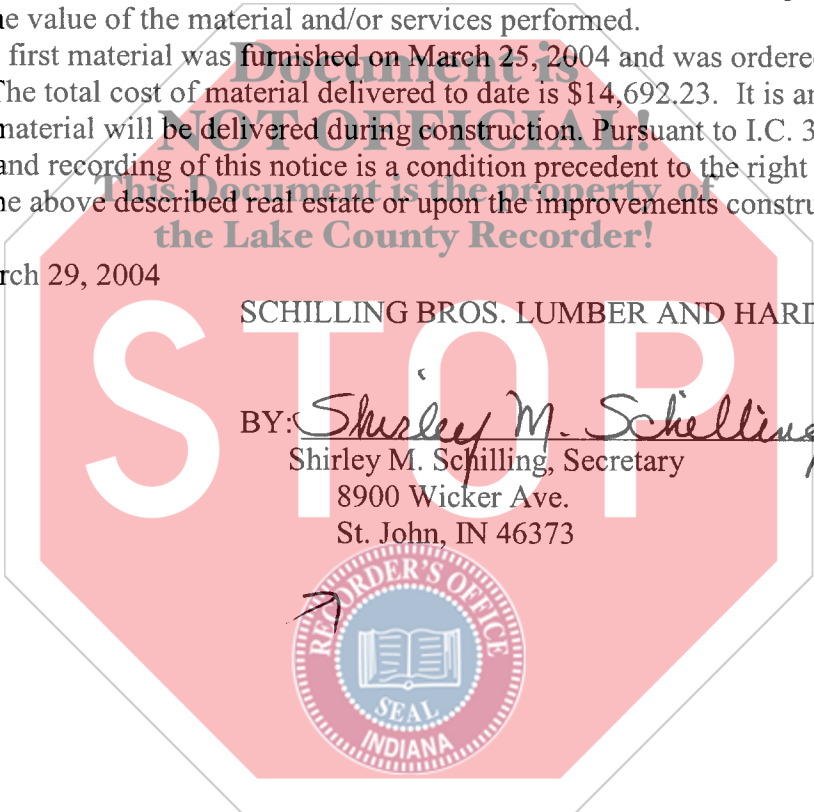 e value of the material and/or services performed.
first material was furnished on March 25, 2004 and was ordere
Document is
The total cost of material delivered to date is $14,692.23. It is an
NOT OFFICIAL!
material will be delivered during construction. Pursuant to I.C. 3
and recording of this notice is a condition precedent to the right
This Document is the property of
e above described real estate or upon the improvements constru
the Lake County Recorder!
rch 29, 2004
STOP
SCHILLING BROS. LUMBER AND HARD
BY: Shirley M. Schilling
Shirley M. Schilling, Secretary
8900 Wicker Ave.
St. John, IN 46373
RECORDER'S OFFICE
SEAL
INDIANA